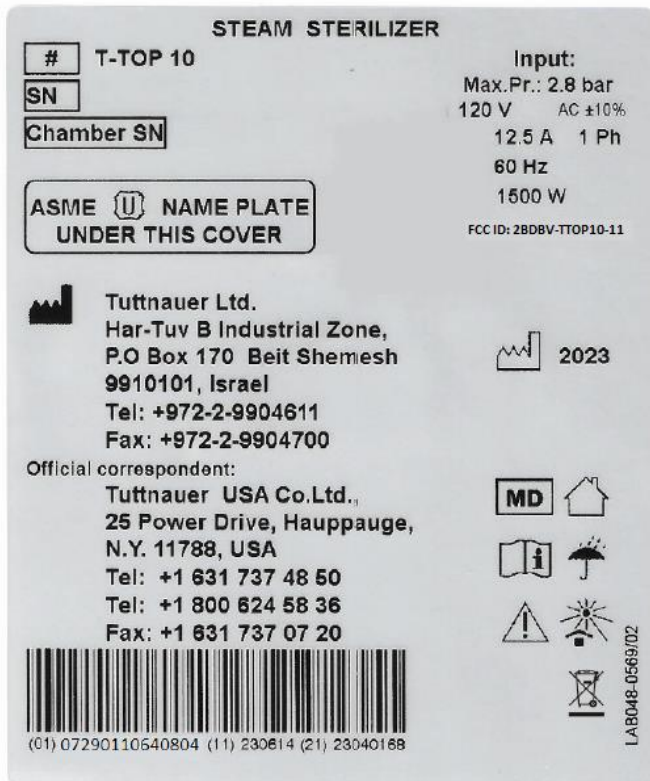 STEAM STERILIZER
# T-TOP 10
SN
Chamber SN
Input:
Max.Pr.: 2.8 bar
120 V AC ±10%
12.5 A 1 Ph
60 Hz
1500 W
FCC ID: 2BDBV-TTOP10-11
ASME U NAME PLATE
UNDER THIS COVER
Tuttnauer Ltd.
Har-Tuv B Industrial Zone,
P.O Box 170 Beit Shemesh
9910101, Israel
Tel: +972-2-9904611
Fax: +972-2-9904700
2023
Official correspondent:
Tuttnauer USA Co.Ltd.,
25 Power Drive, Hauppauge,
N.Y. 11788, USA
Tel: +1 631 737 48 50
Tel: +1 800 624 58 36
Fax: +1 631 737 07 20
MD
i
(01) 07290110640804 (11) 230614 (21) 23040168
LAB048-0569/02